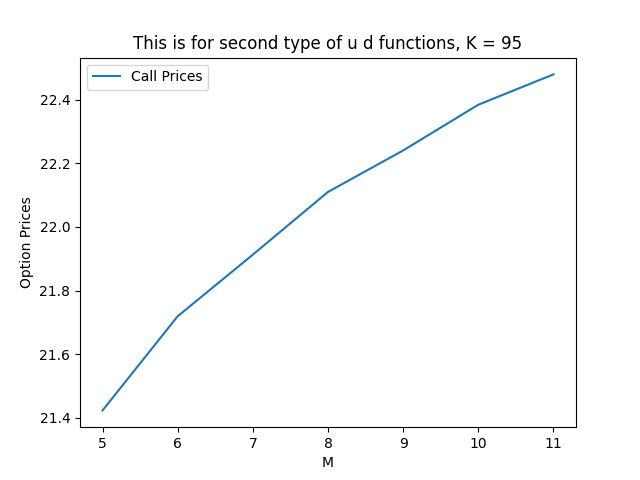 This is for second type of u d functions, K = 95
Call Prices
22.4
22.2
22.0
21.8
21.6
21.4
Option Prices
5 6 7 8 9 10 11
M